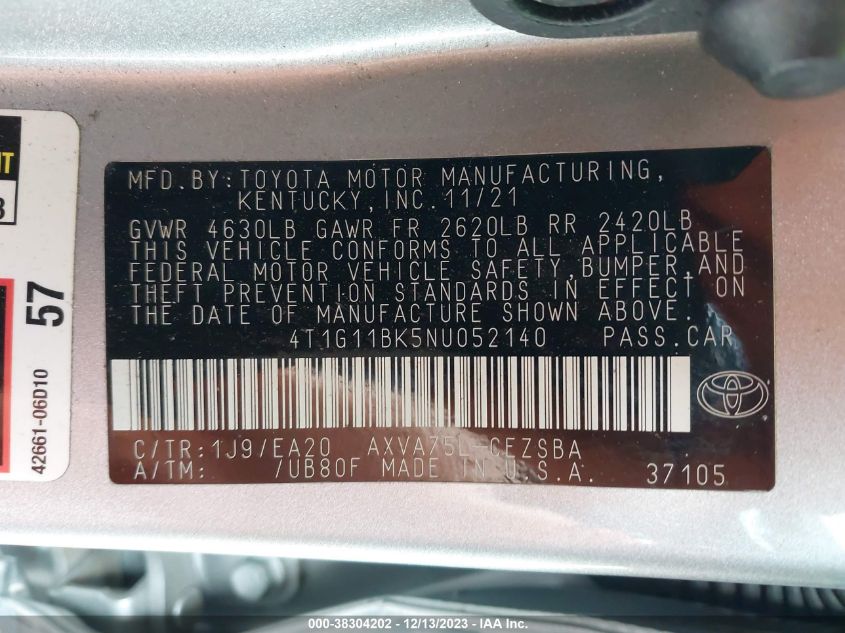 MFD.BY:TOYOTA MOTOR MANUFACTURING,
KENTUCKY,INC.11/21
GVWR 4630LB GAWR FR 2620LB RR 2420LB
THIS VEHICLE CONFORMS TO ALL APPLICABLE
FEDERAL MOTOR VEHICLE SAFETY,BUMPER,AND
THEFT PREVENTION STANDARDS IN EFFECT ON
THE DATE OF MANUFACTURE SHOWN ABOVE.
4T1G11BK5NU052140 PASS.CAR
C/TR:1J9/EA20 AXVA75L-CEZSBA
A/TM: /UB80F MADE IN U.S.A. 37105
57
42661-06D10
000-38304202 - 12/13/2023 - IAA Inc.